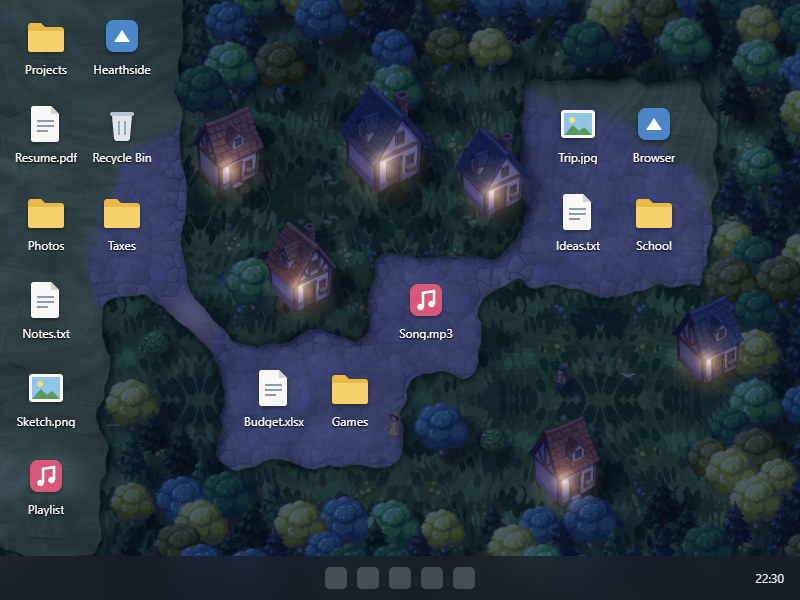 Projects
Hearthside
Resume.pdf
Recycle Bin
Trip.jpg
Browser
Photos
Taxes
Ideas.txt
School
Notes.txt
Song.mp3
Sketch.png
Budget.xlsx
Games
Playlist
22:30